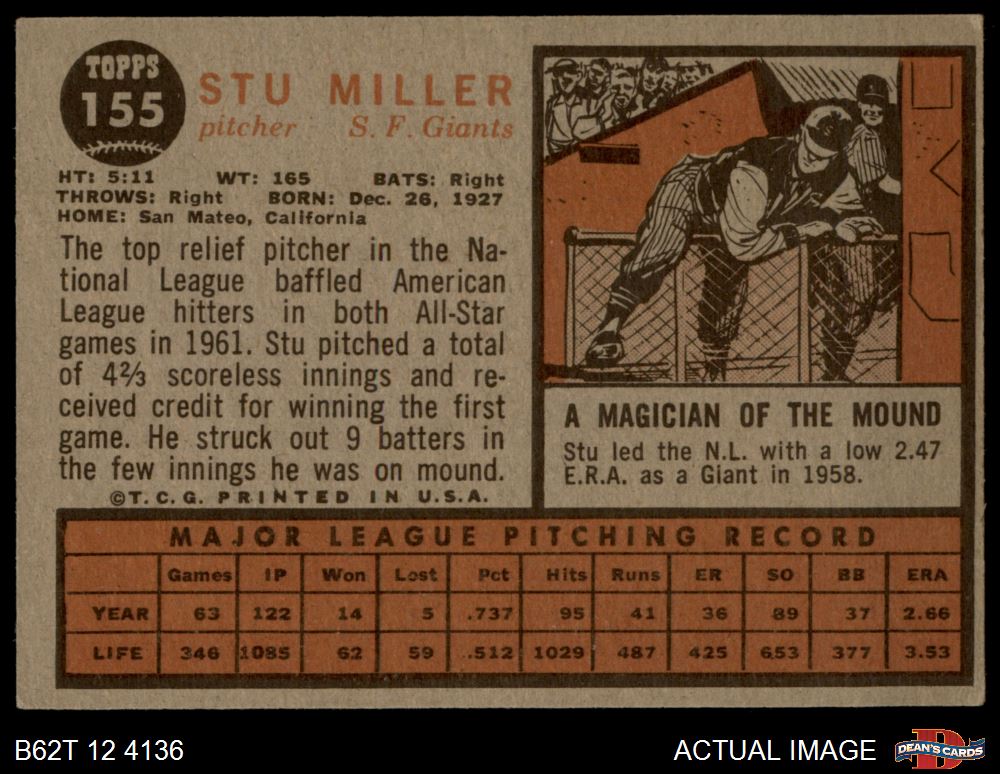 TOPPS
155
STU MILLER
pitcher S. F. Giants
HT: 5:11 WT: 165 BATS: Right
THROWS: Right BORN: Dec. 26, 1927
HOME: San Mateo, California
The top relief pitcher in the Na-
tional League baffled American
League hitters in both All-Star
games in 1961. Stu pitched a total
of 4⅔ scoreless innings and re-
ceived credit for winning the first
game. He struck out 9 batters in
the few innings he was on mound.
©T.C.G. PRINTED IN U.S.A.
A MAGICIAN OF THE MOUND
Stu led the N.L. with a low 2.47
E.R.A. as a Giant in 1958.
MAJOR LEAGUE PITCHING RECORD
Games IP Won Lost Pct Hits Runs ER SO BB ERA
YEAR 63 122 14 5 .737 95 41 36 89 37 2.66
LIFE 346 1085 62 59 .512 1029 487 425 653 377 3.53
B62T 12 4136
ACTUAL IMAGE
D
DEAN'S CARDS